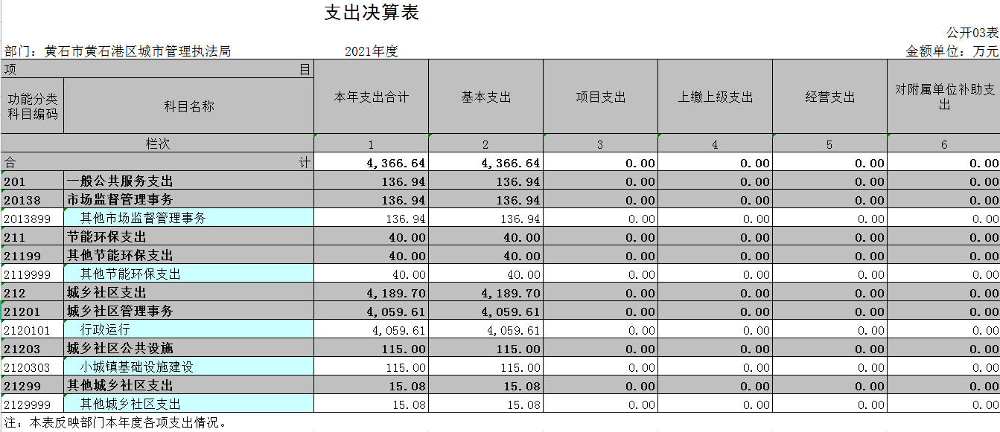 支出决算表
公开03表
部门：黄石市黄石港区城市管理执法局 2021年度 金额单位：万元
项 目 本年支出合计 基本支出 项目支出 上缴上级支出 经营支出 对附属单位补助支出
功能分类科目编码 科目名称
栏次 1 2 3 4 5 6
合 计 4,366.64 4,366.64 0.00 0.00 0.00 0.00
201 一般公共服务支出 136.94 136.94 0.00 0.00 0.00 0.00
20138 市场监督管理事务 136.94 136.94 0.00 0.00 0.00 0.00
2013899 其他市场监督管理事务 136.94 136.94 0.00 0.00 0.00 0.00
211 节能环保支出 40.00 40.00 0.00 0.00 0.00 0.00
21199 其他节能环保支出 40.00 40.00 0.00 0.00 0.00 0.00
2119999 其他节能环保支出 40.00 40.00 0.00 0.00 0.00 0.00
212 城乡社区支出 4,189.70 4,189.70 0.00 0.00 0.00 0.00
21201 城乡社区管理事务 4,059.61 4,059.61 0.00 0.00 0.00 0.00
2120101 行政运行 4,059.61 4,059.61 0.00 0.00 0.00 0.00
21203 城乡社区公共设施 115.00 115.00 0.00 0.00 0.00 0.00
2120303 小城镇基础设施建设 115.00 115.00 0.00 0.00 0.00 0.00
21299 其他城乡社区支出 15.08 15.08 0.00 0.00 0.00 0.00
2129999 其他城乡社区支出 15.08 15.08 0.00 0.00 0.00 0.00
注：本表反映部门本年度各项支出情况。